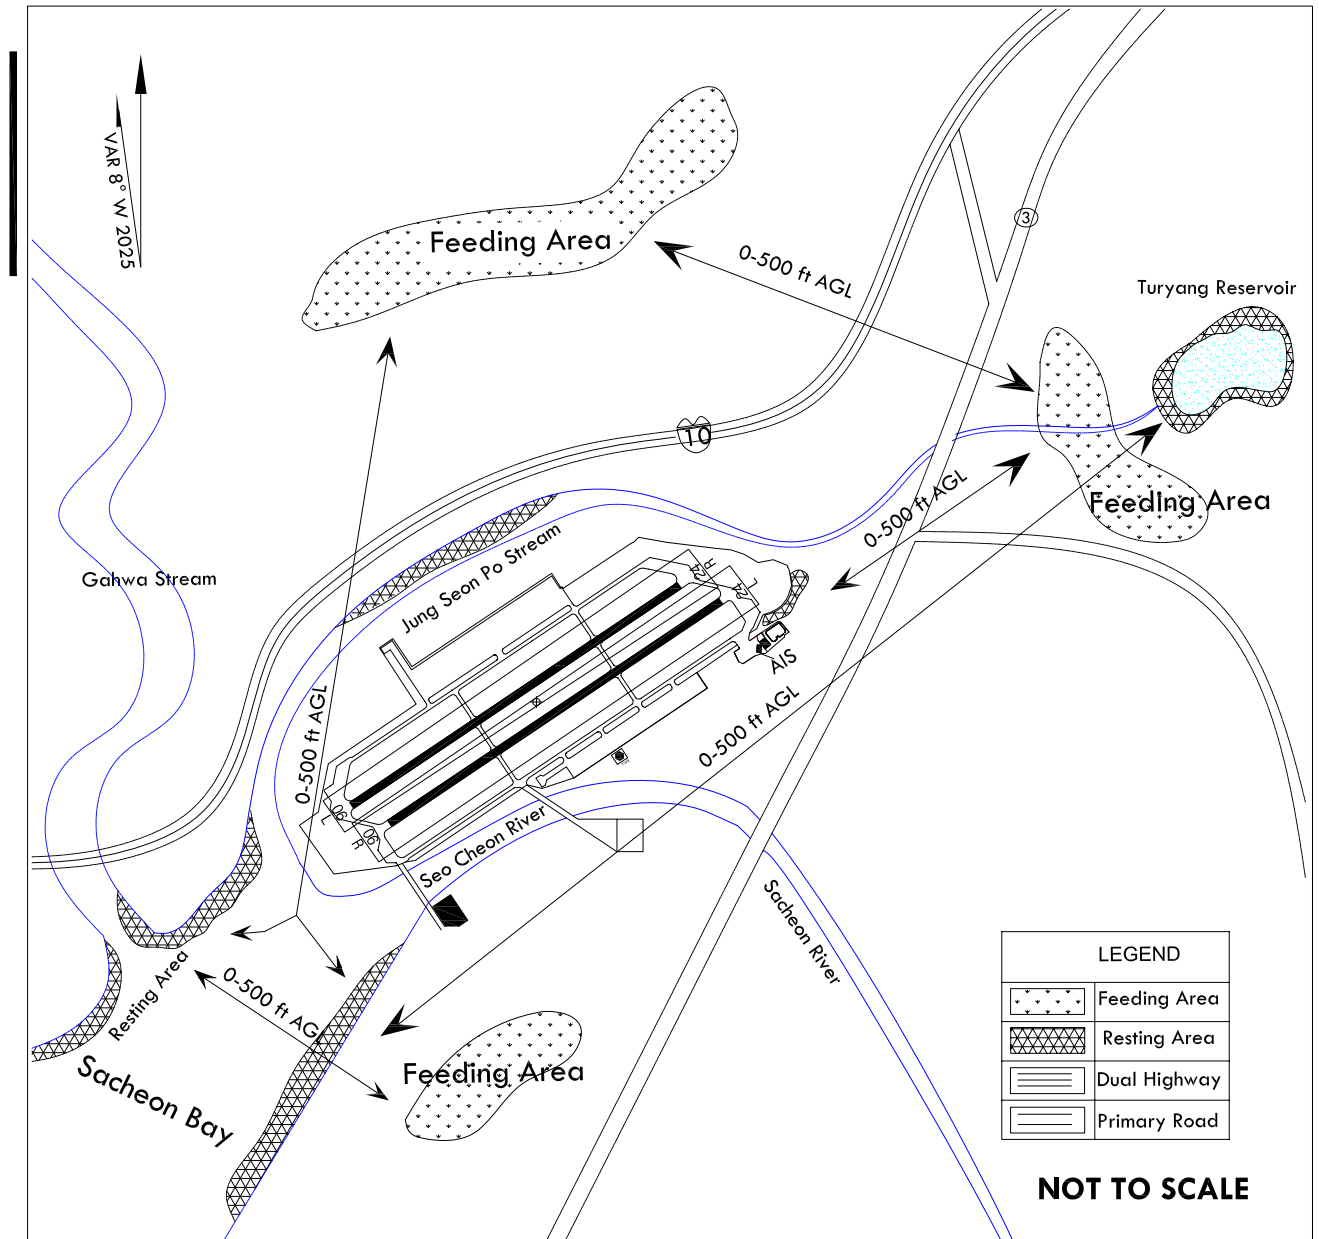 VAR 8° W 2025
Feeding Area
0-500 ft AGL
3
Turyang Reservoir
10
0-500 ft AGL
Feeding Area
Jung Seon Po Stream
Gahwa Stream
24
R
24
L
AIS
0-500 ft AGL
0-500 ft AGL
06
L
06
R
Seo Cheon River
Sacheon River
Resting Area
0-500 ft AG
Sacheon Bay
Feeding Area
LEGEND
Feeding Area
Resting Area
Dual Highway
Primary Road
NOT TO SCALE